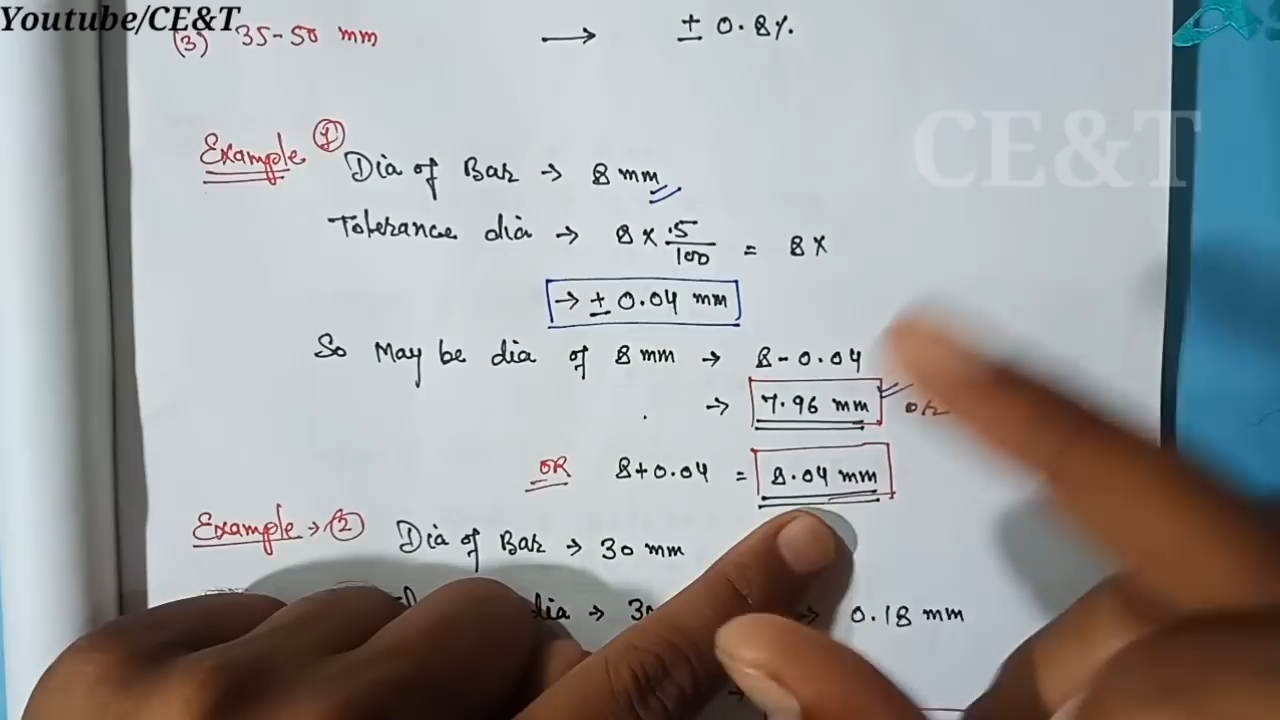 Youtube/CE&T
(3) 35-50 mm → ± 0.8%.
CE&T
Example ①
Dia of Bar → 8 mm
Tolerance dia → 8 × .5/100 = 8 ×
→ ± 0.04 mm
So May be dia of 8 mm → 8 - 0.04
→ 7.96 mm or
OR 8 + 0.04 = 8.04 mm
Example → ② Dia of Bar → 30 mm
dia → → 0.18 mm